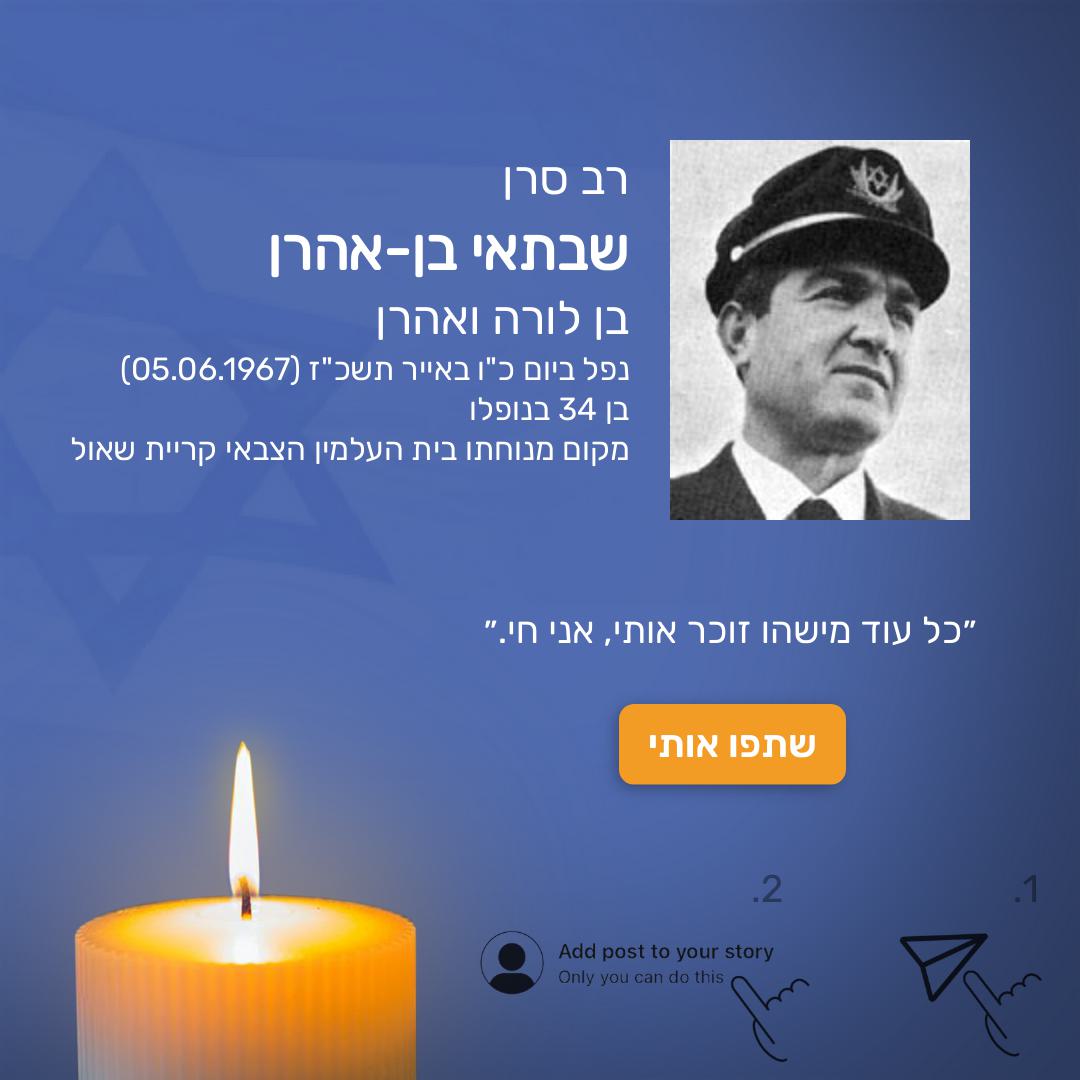 רב סרן
שבתאי בן-אהרן
בן לורה ואהרן
נפל ביום כ"ו באייר תשכ"ז (05.06.1967)
בן 34 בנופלו
מקום מנוחתו בית העלמין הצבאי קריית שאול
״כל עוד מישהו זוכר אותי, אני חי.״
שתפו אותי
1.
2.
Add post to your story
Only you can do this